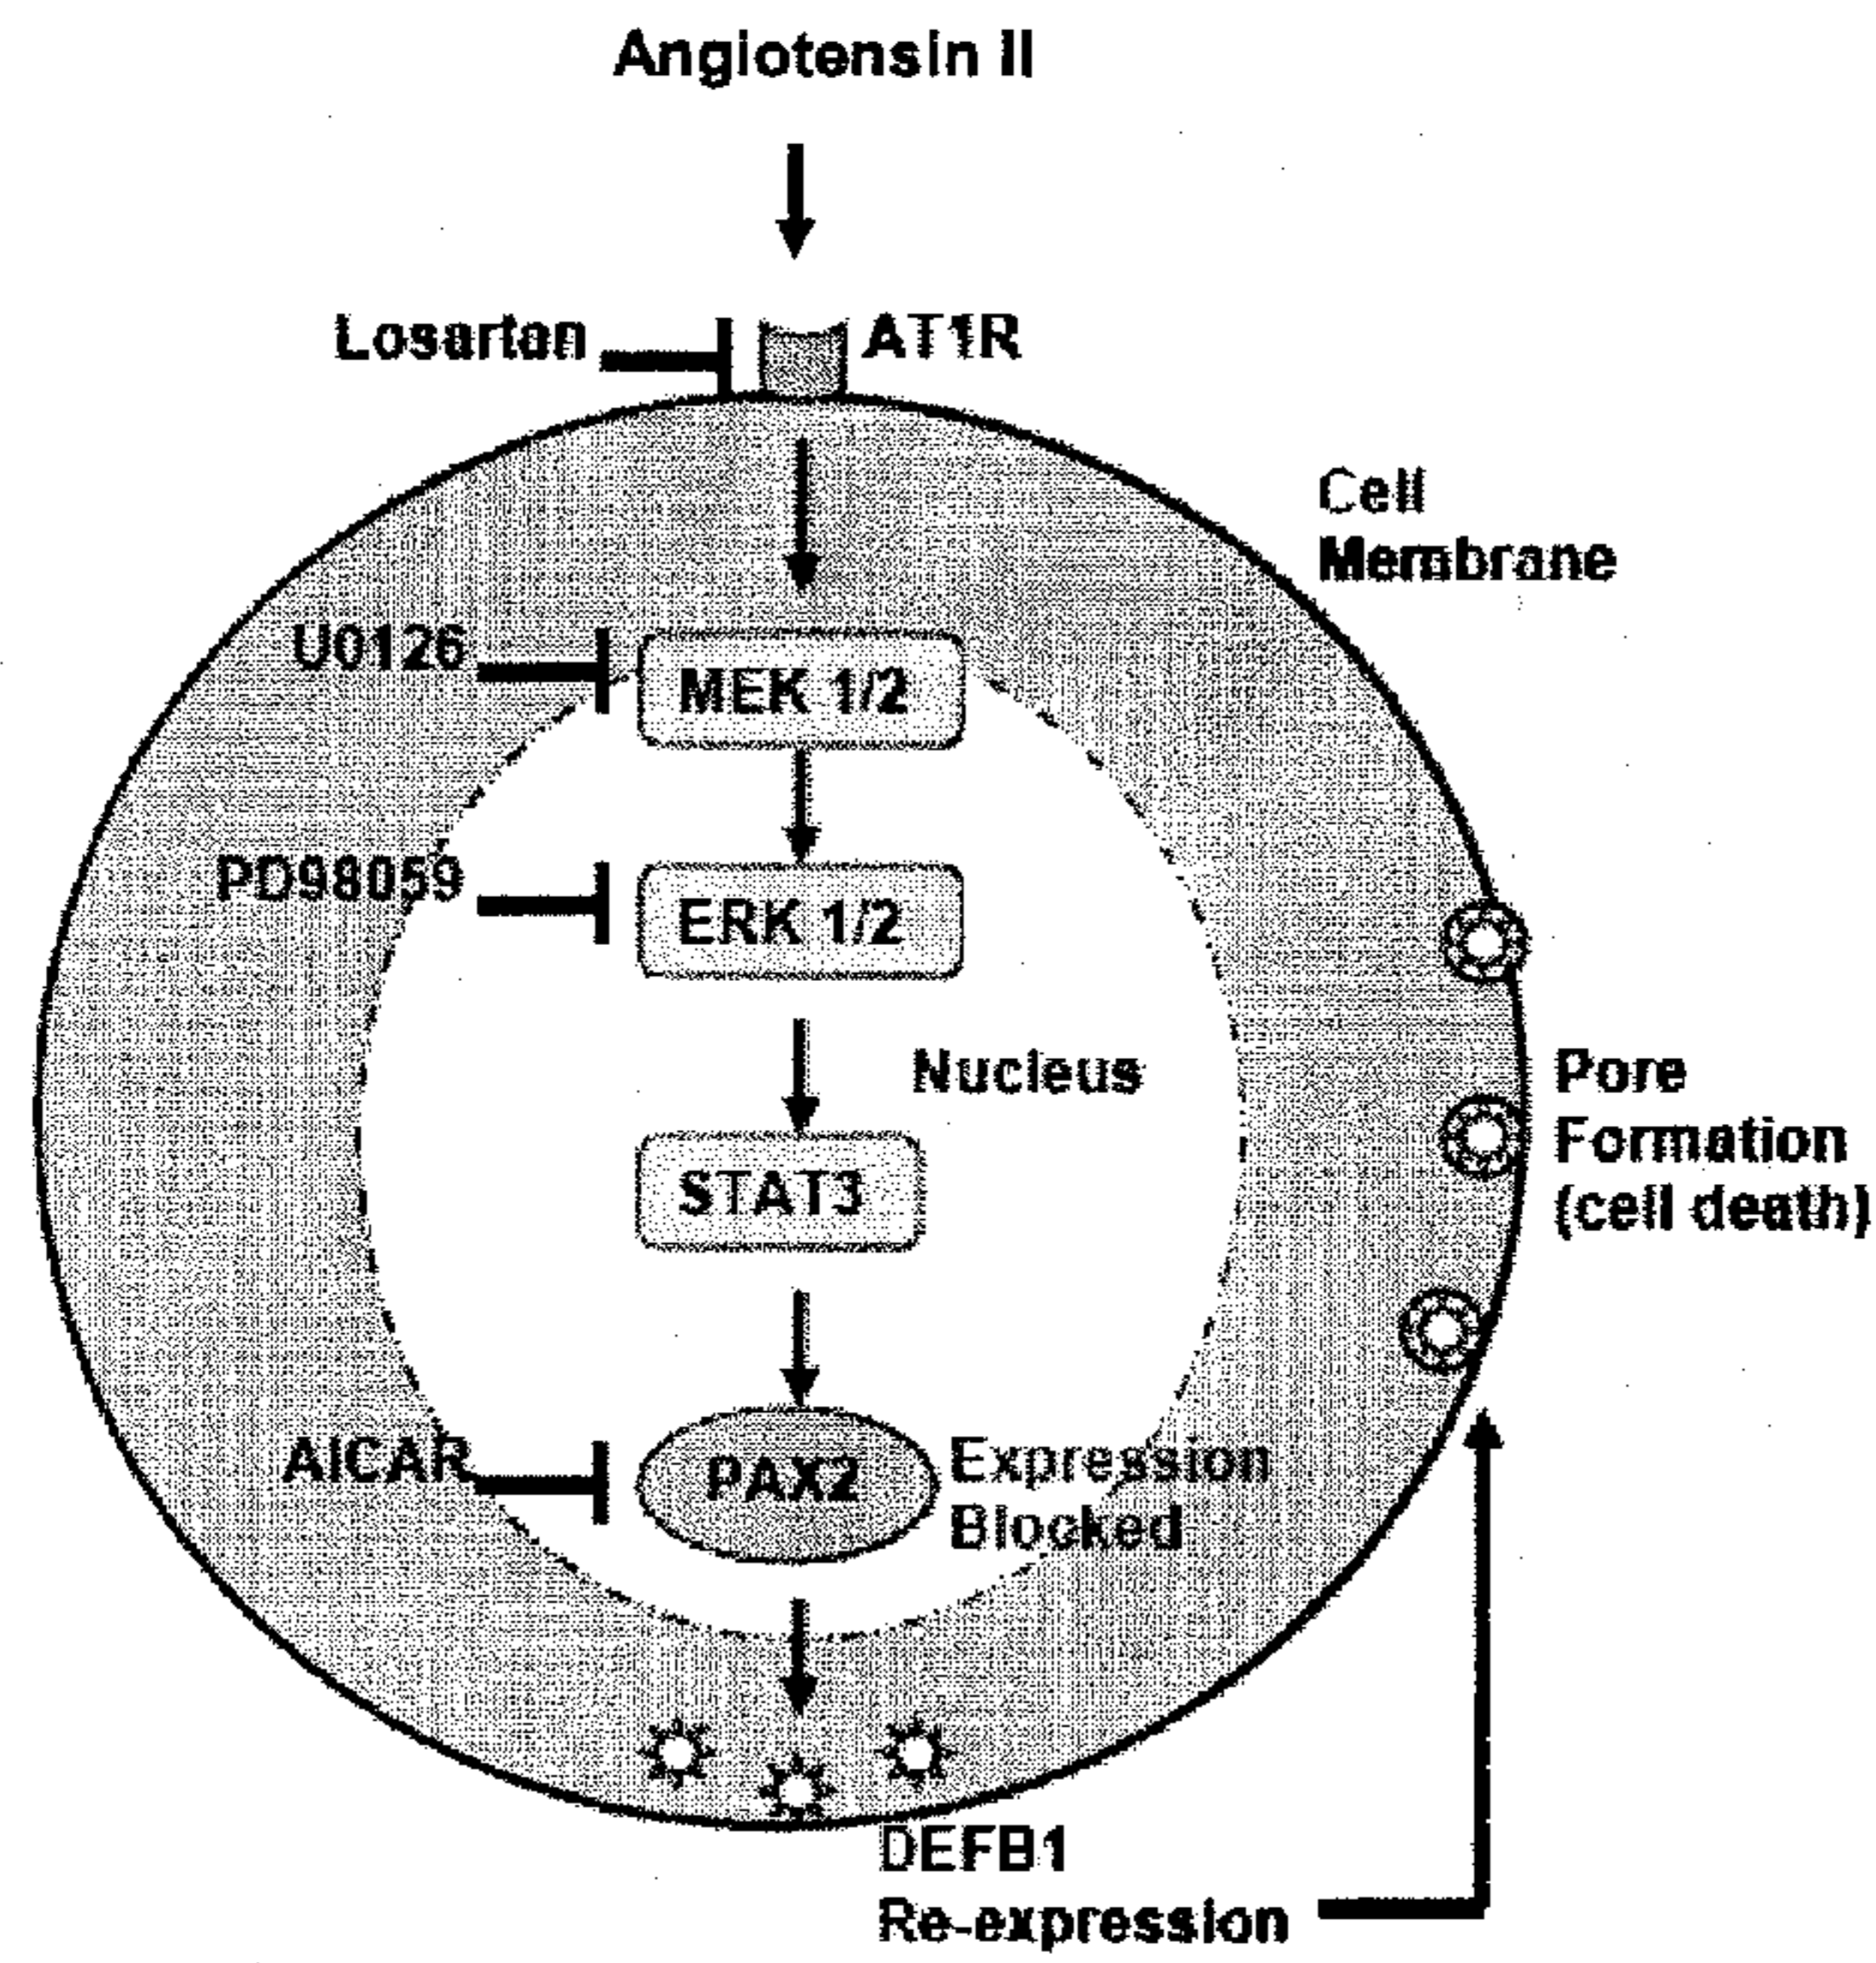 Angiotensin II
Losartan
AT1R
Cell
Membrane
U0126
MEK 1/2
PD98059
ERK 1/2
Nucleus
Pore
Formation
(cell death)
STAT3
AICAR
PAX2
Expression
Blocked
DEFB1
Re-expression